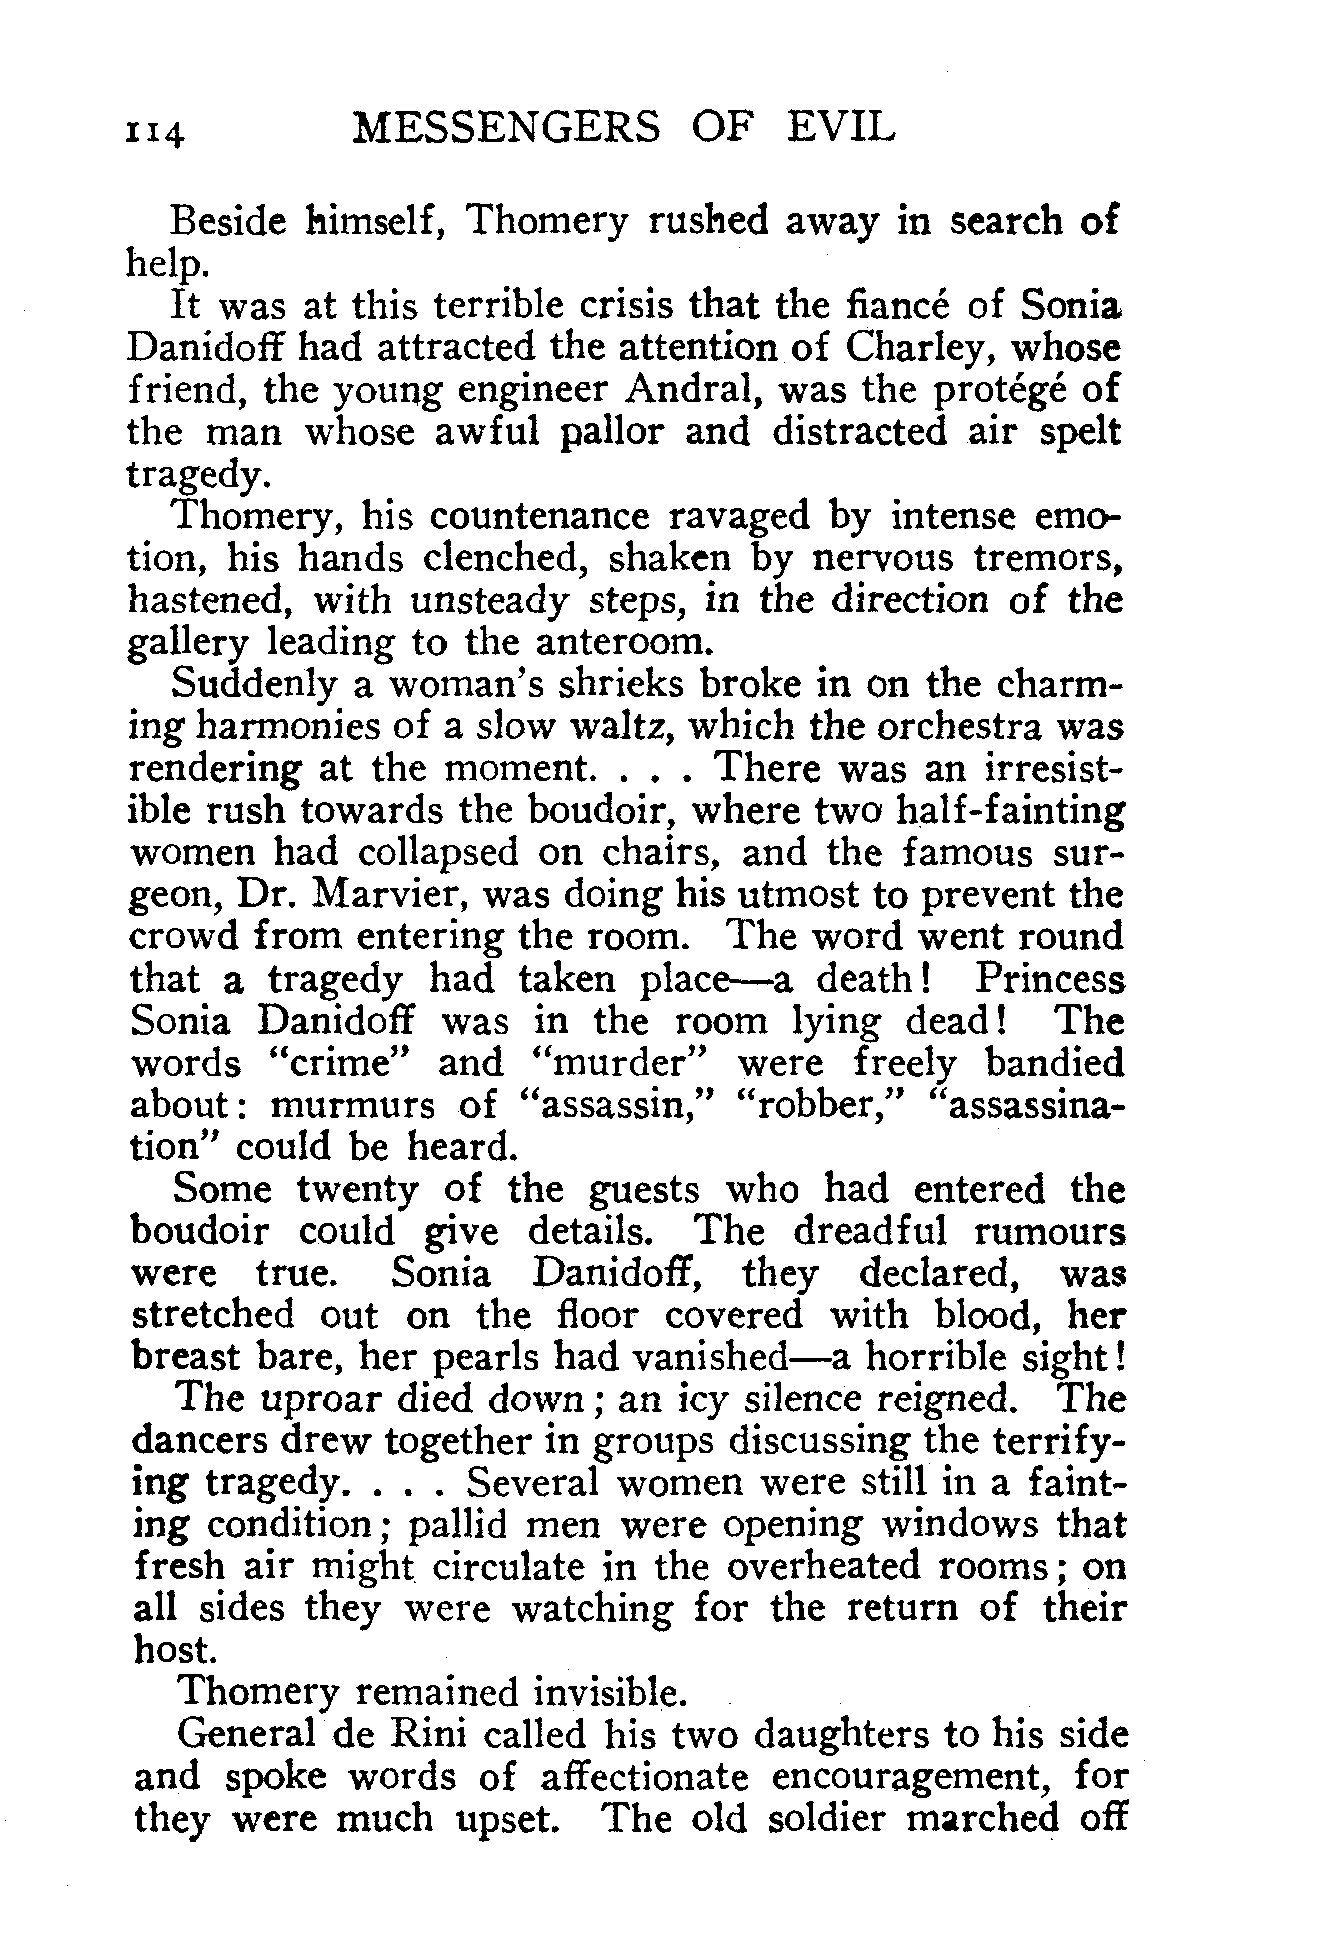 114 MESSENGERS OF EVIL
Beside himself, Thomery rushed away in search of
help.
It was at this terrible crisis that the fiancé of Sonia
Danidoff had attracted the attention of Charley, whose
friend, the young engineer Andral, was the protégé of
the man whose awful pallor and distracted air spelt
tragedy.
Thomery, his countenance ravaged by intense emo-
tion, his hands clenched, shaken by nervous tremors,
hastened, with unsteady steps, in the direction of the
gallery leading to the anteroom.
Suddenly a woman's shrieks broke in on the charm-
ing harmonies of a slow waltz, which the orchestra was
rendering at the moment. . . . There was an irresist-
ible rush towards the boudoir, where two half-fainting
women had collapsed on chairs, and the famous sur-
geon, Dr. Marvier, was doing his utmost to prevent the
crowd from entering the room. The word went round
that a tragedy had taken place—a death! Princess
Sonia Danidoff was in the room lying dead! The
words “crime” and “murder” were freely bandied
about: murmurs of “assassin,” “robber,” “assassina-
tion” could be heard.
Some twenty of the guests who had entered the
boudoir could give details. The dreadful rumours
were true. Sonia Danidoff, they declared, was
stretched out on the floor covered with blood, her
breast bare, her pearls had vanished—a horrible sight!
The uproar died down; an icy silence reigned. The
dancers drew together in groups discussing the terrify-
ing tragedy. . . . Several women were still in a faint-
ing condition; pallid men were opening windows that
fresh air might circulate in the overheated rooms; on
all sides they were watching for the return of their
host.
Thomery remained invisible.
General de Rini called his two daughters to his side
and spoke words of affectionate encouragement, for
they were much upset. The old soldier marched off